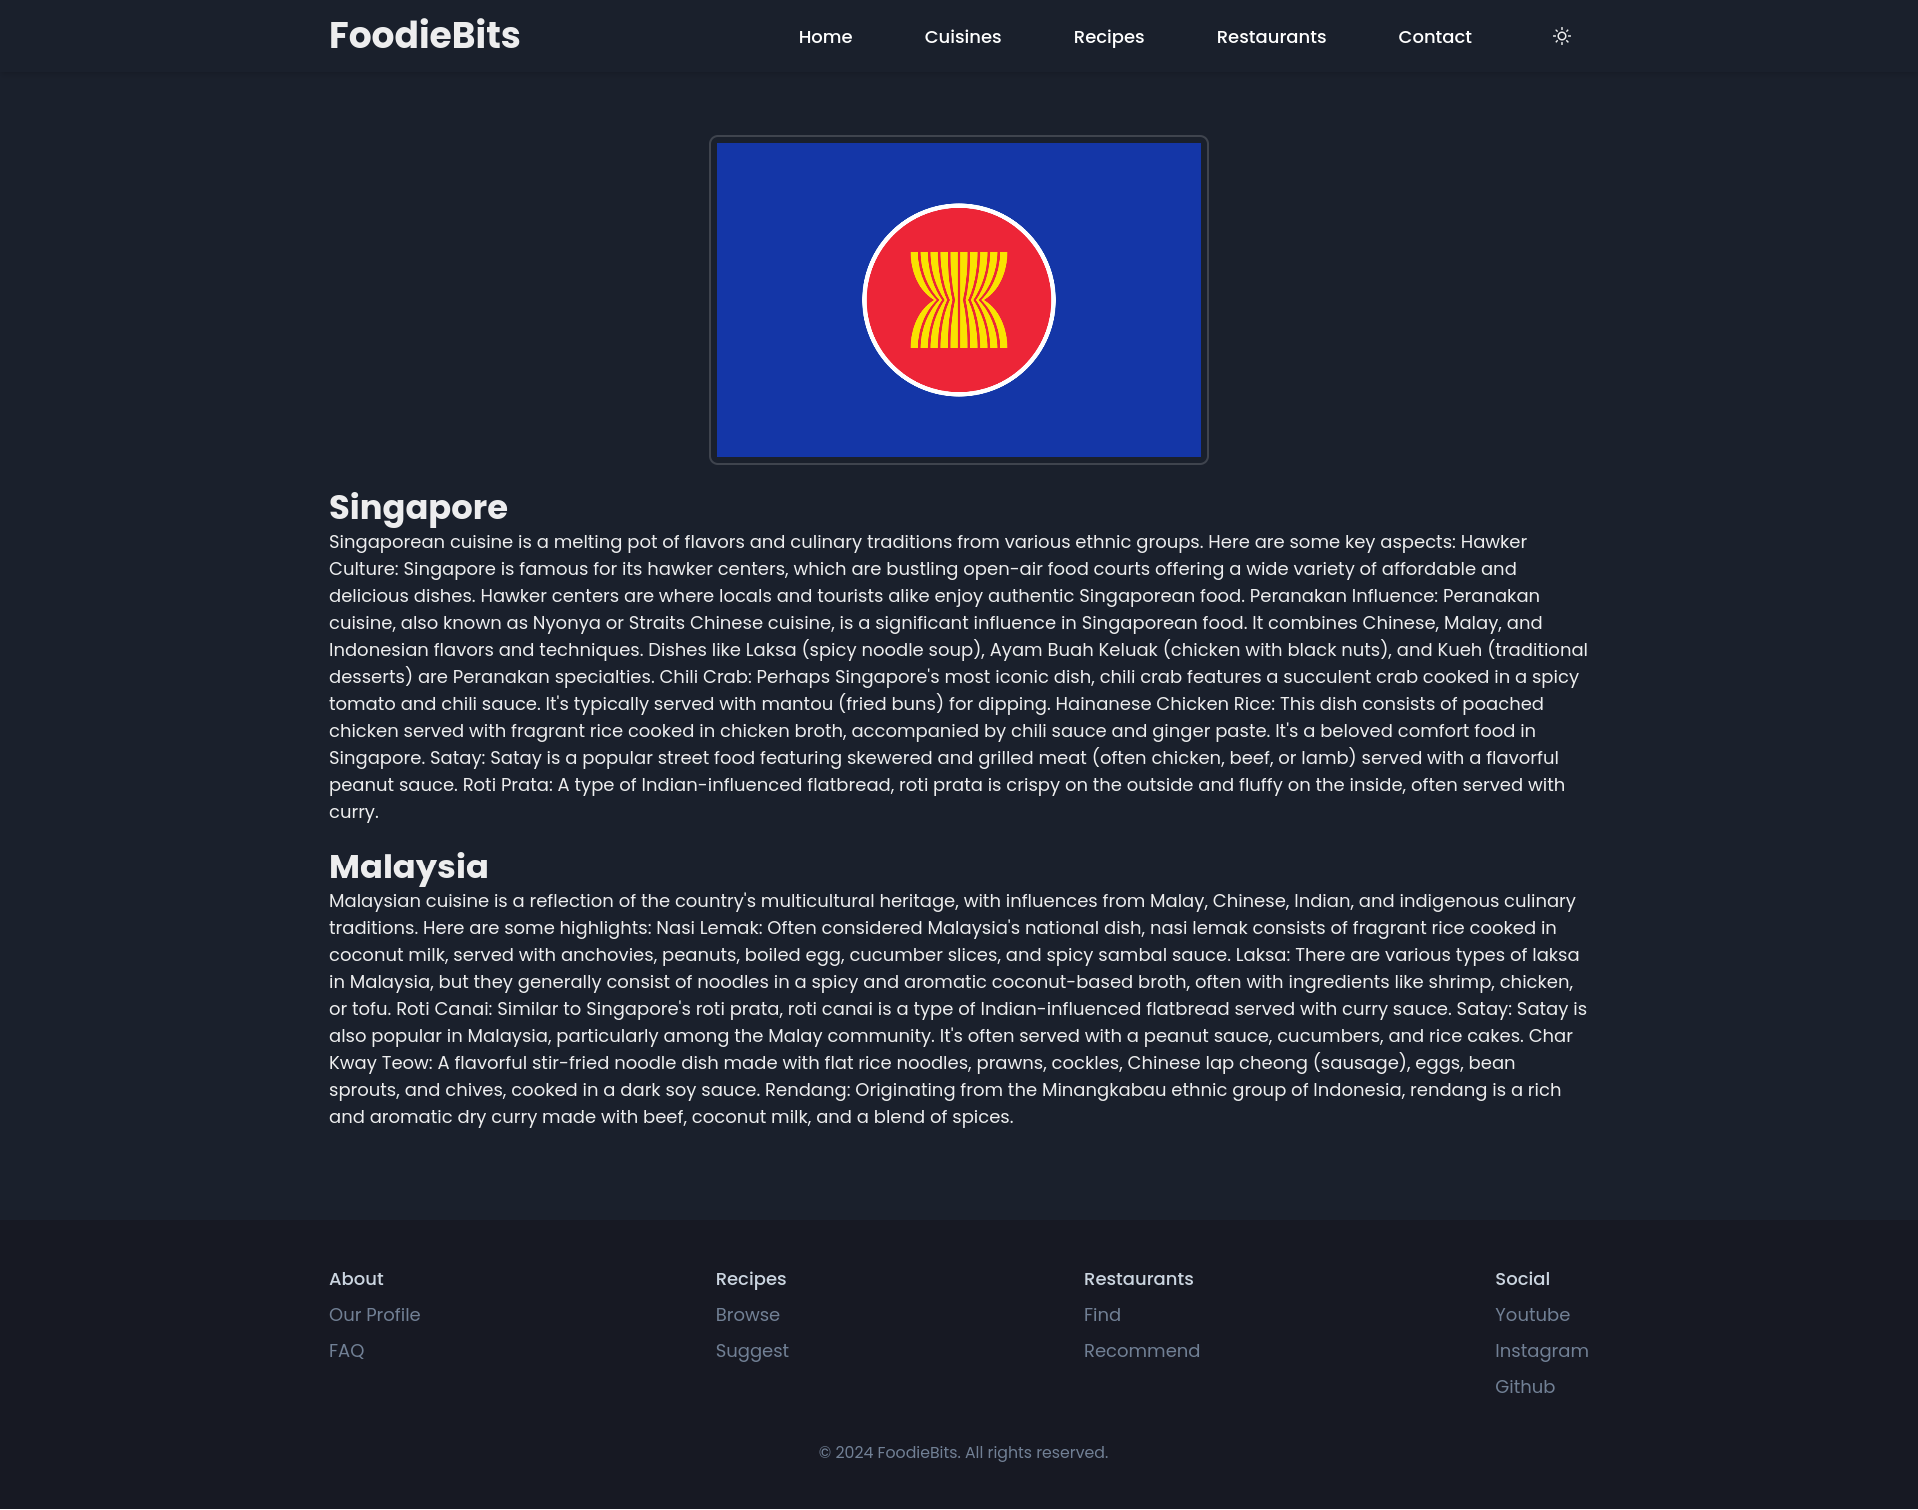 FoodieBits
Home
Cuisines
Recipes
Restaurants
Contact
Singapore
Singaporean cuisine is a melting pot of flavors and culinary traditions from various ethnic groups. Here are some key aspects: Hawker
Culture: Singapore is famous for its hawker centers, which are bustling open-air food courts offering a wide variety of affordable and
delicious dishes. Hawker centers are where locals and tourists alike enjoy authentic Singaporean food. Peranakan Influence: Peranakan
cuisine, also known as Nyonya or Straits Chinese cuisine, is a significant influence in Singaporean food. It combines Chinese, Malay, and
Indonesian flavors and techniques. Dishes like Laksa (spicy noodle soup), Ayam Buah Keluak (chicken with black nuts), and Kueh (traditional
desserts) are Peranakan specialties. Chili Crab: Perhaps Singapore's most iconic dish, chili crab features a succulent crab cooked in a spicy
tomato and chili sauce. It's typically served with mantou (fried buns) for dipping. Hainanese Chicken Rice: This dish consists of poached
chicken served with fragrant rice cooked in chicken broth, accompanied by chili sauce and ginger paste. It's a beloved comfort food in
Singapore. Satay: Satay is a popular street food featuring skewered and grilled meat (often chicken, beef, or lamb) served with a flavorful
peanut sauce. Roti Prata: A type of Indian-influenced flatbread, roti prata is crispy on the outside and fluffy on the inside, often served with
curry.
Malaysia
Malaysian cuisine is a reflection of the country's multicultural heritage, with influences from Malay, Chinese, Indian, and indigenous culinary
traditions. Here are some highlights: Nasi Lemak: Often considered Malaysia's national dish, nasi lemak consists of fragrant rice cooked in
coconut milk, served with anchovies, peanuts, boiled egg, cucumber slices, and spicy sambal sauce. Laksa: There are various types of laksa
in Malaysia, but they generally consist of noodles in a spicy and aromatic coconut-based broth, often with ingredients like shrimp, chicken,
or tofu. Roti Canai: Similar to Singapore's roti prata, roti canai is a type of Indian-influenced flatbread served with curry sauce. Satay: Satay is
also popular in Malaysia, particularly among the Malay community. It's often served with a peanut sauce, cucumbers, and rice cakes. Char
Kway Teow: A flavorful stir-fried noodle dish made with flat rice noodles, prawns, cockles, Chinese lap cheong (sausage), eggs, bean
sprouts, and chives, cooked in a dark soy sauce. Rendang: Originating from the Minangkabau ethnic group of Indonesia, rendang is a rich
and aromatic dry curry made with beef, coconut milk, and a blend of spices.
About
Our Profile
FAQ
Recipes
Browse
Suggest
Restaurants
Find
Recommend
Social
Youtube
Instagram
Github
© 2024 FoodieBits. All rights reserved.